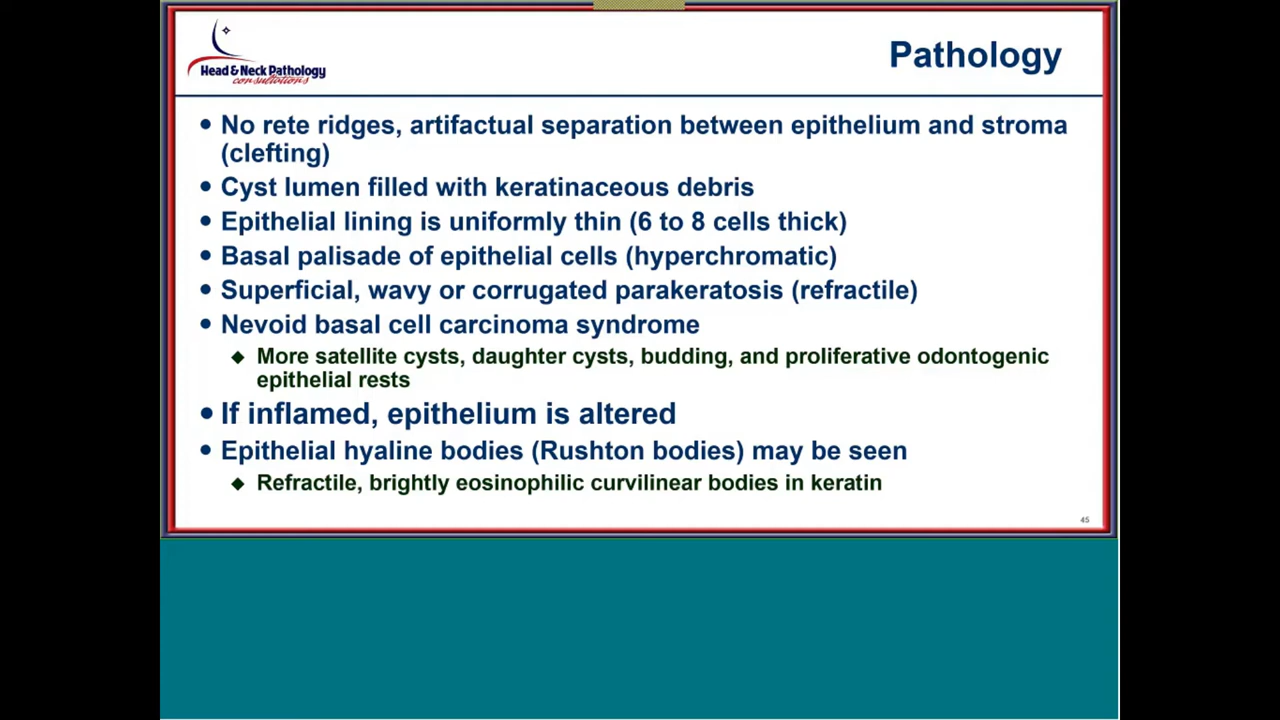 Head & Neck Pathology
consultations
Pathology
• No rete ridges, artifactual separation between epithelium and stroma
(clefting)
• Cyst lumen filled with keratinaceous debris
• Epithelial lining is uniformly thin (6 to 8 cells thick)
• Basal palisade of epithelial cells (hyperchromatic)
• Superficial, wavy or corrugated parakeratosis (refractile)
• Nevoid basal cell carcinoma syndrome
◆ More satellite cysts, daughter cysts, budding, and proliferative odontogenic
epithelial rests
• If inflamed, epithelium is altered
• Epithelial hyaline bodies (Rushton bodies) may be seen
◆ Refractile, brightly eosinophilic curvilinear bodies in keratin
45